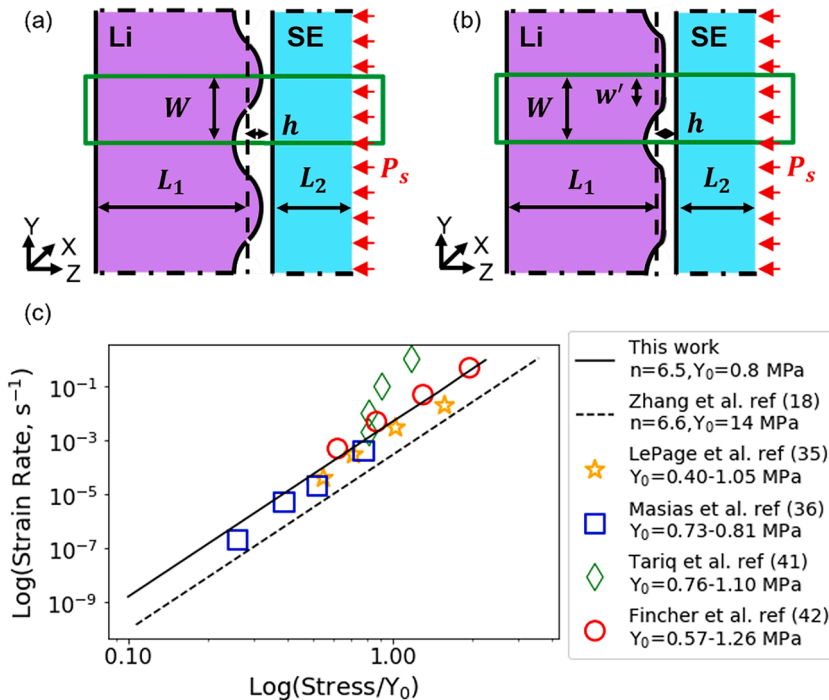 (a)
Li
SE
W
h
L₁
L₂
Pₛ
Y
X
Z
(b)
Li
SE
W
w'
h
L₁
L₂
Pₛ
Y
X
Z
(c)
Log(Strain Rate, s⁻¹)
10⁻¹
10⁻³
10⁻⁵
10⁻⁷
10⁻⁹
0.10
1.00
Log(Stress/Y₀)
This work
n=6.5,Y₀=0.8 MPa
Zhang et al. ref (18)
n=6.6,Y₀=14 MPa
LePage et al. ref (35)
Y₀=0.40-1.05 MPa
Masias et al. ref (36)
Y₀=0.73-0.81 MPa
Tariq et al. ref (41)
Y₀=0.76-1.10 MPa
Fincher et al. ref (42)
Y₀=0.57-1.26 MPa